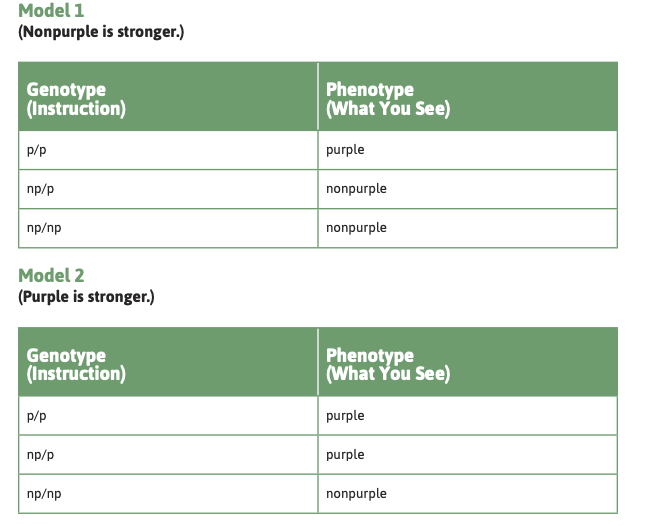 Model 1
(Nonpurple is stronger.)
Genotype
(Instruction)
Phenotype
(What You See)
p/p
purple
np/p
nonpurple
np/np
nonpurple
Model 2
(Purple is stronger.)
Genotype
(Instruction)
Phenotype
(What You See)
p/p
purple
np/p
purple
np/np
nonpurple